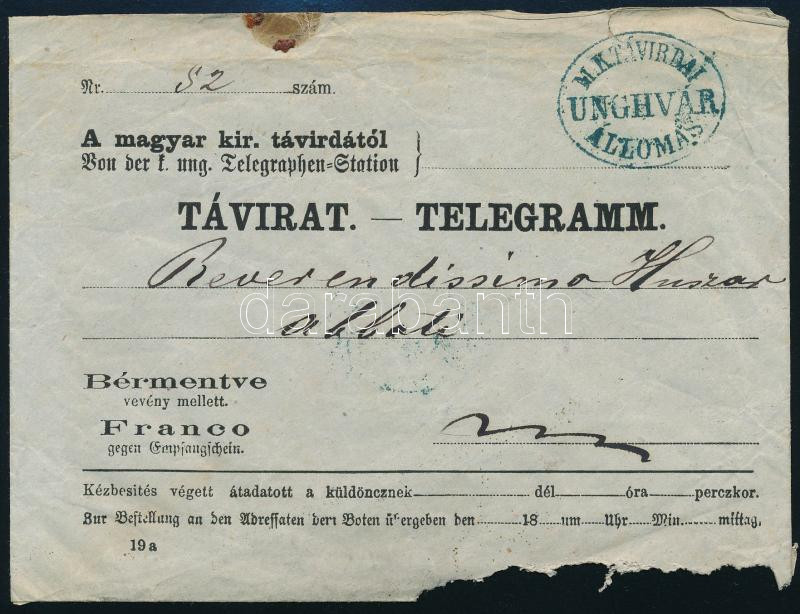 Nr. 52 szám.
M. K. TÁVIRDAI
UNGHVÁR
ÁLLOMÁS
A magyar kir. távirdától
Von der k. ung. Telegraphen=Station
TÁVIRAT. — TELEGRAMM.
Reverendissimo Huszar
abbati
darabanth
Bérmentve
vevény mellett.
Franco
gegen Empfangschein.
Kézbesités végett átadatott a küldöncznek dél óra perczkor.
Zur Bestellung an den Adressaten dem Boten übergeben den 18 um Uhr Min. mittag.
19a